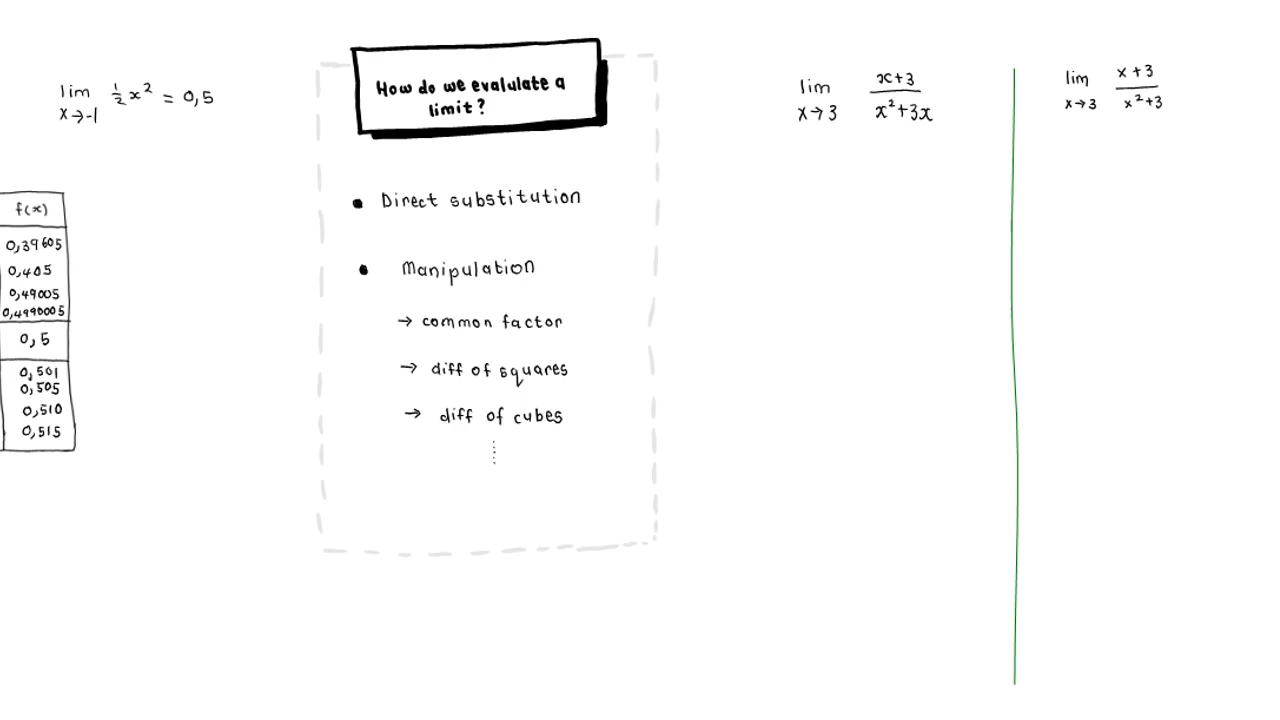 lim 1/2 x² = 0,5
x→-1
f(x)
0,39605
0,405
0,49005
0,4990005
0,5
0,501
0,505
0,510
0,515
How do we evalulate a
limit?
• Direct substitution
• Manipulation
→ common factor
→ diff of squares
→ diff of cubes
lim x+3
x→3 x²+3x
lim x+3
x→3 x²+3